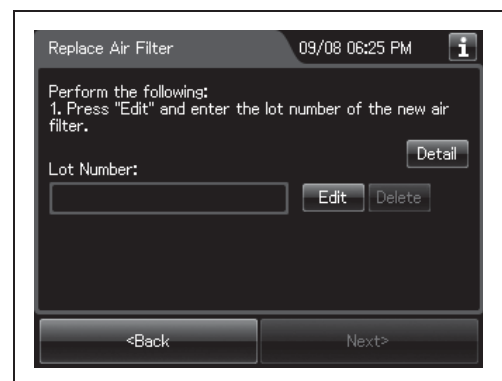 Replace Air Filter 09/08 06:25 PM i
Perform the following:
1. Press "Edit" and enter the lot number of the new air
filter.
Detail
Lot Number:
Edit Delete
<Back Next>